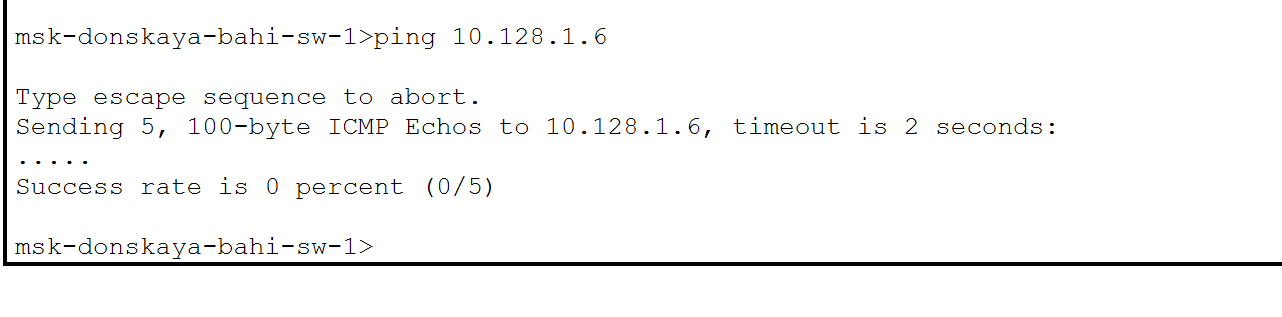 msk-donskaya-bahi-sw-1>ping 10.128.1.6
Type escape sequence to abort.
Sending 5, 100-byte ICMP Echos to 10.128.1.6, timeout is 2 seconds:
.....
Success rate is 0 percent (0/5)
msk-donskaya-bahi-sw-1>